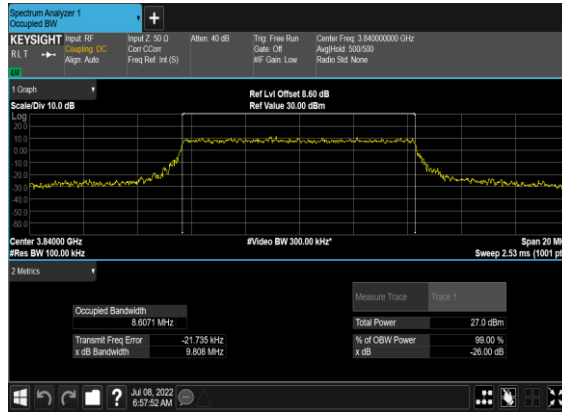 Spectrum Analyzer 1
Occupied BW
+
KEYSIGHT Input: RF Input Z: 50 Ω Atten: 40 dB Trig: Free Run Center Freq: 3.840000000 GHz
RLT Coupling: DC Corr CCorr Gate: Off Avg|Hold: 500/500
Align: Auto Freq Ref: Int (S) #IF Gain: Low Radio Std: None
1 Graph
Ref Lvl Offset 8.60 dB
Scale/Div 10.0 dB Ref Value 30.00 dBm
Log
20.0
10.0
0.00
-10.0
-20.0
-30.0
-40.0
-50.0
-60.0
Center 3.84000 GHz #Video BW 300.00 kHz* Span 20 MH
#Res BW 100.00 kHz Sweep 2.53 ms (1001 pt
2 Metrics
Measure Trace Trace 1
Occupied Bandwidth
8.6071 MHz
Total Power 27.0 dBm
Transmit Freq Error -21.735 kHz % of OBW Power 99.00 %
x dB Bandwidth 9.808 MHz x dB -26.00 dB
? Jul 08, 2022
6:57:52 AM